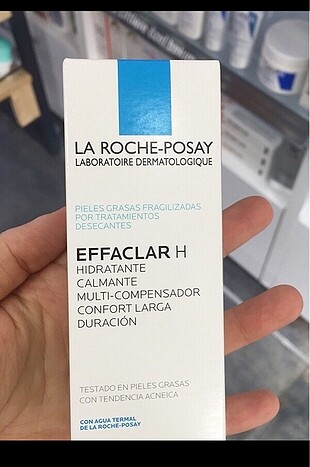 LA ROCHE-POSAY
LABORATOIRE DERMATOLOGIQUE
PIELES GRASAS FRAGILIZADAS
POR TRATAMIENTOS
DESECANTES
EFFACLAR H
HIDRATANTE
CALMANTE
MULTI-COMPENSADOR
CONFORT LARGA
DURACIÓN
TESTADO EN PIELES GRASAS
CON TENDENCIA ACNEICA
CON AGUA TERMAL
DE LA ROCHE-POSAY